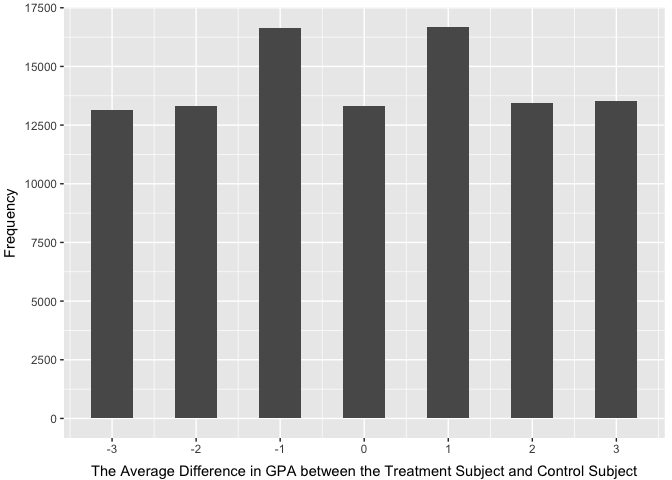 17500
15000
12500
10000
7500
5000
2500
0
Frequency
-3 -2 -1 0 1 2 3
The Average Difference in GPA between the Treatment Subject and Control Subject